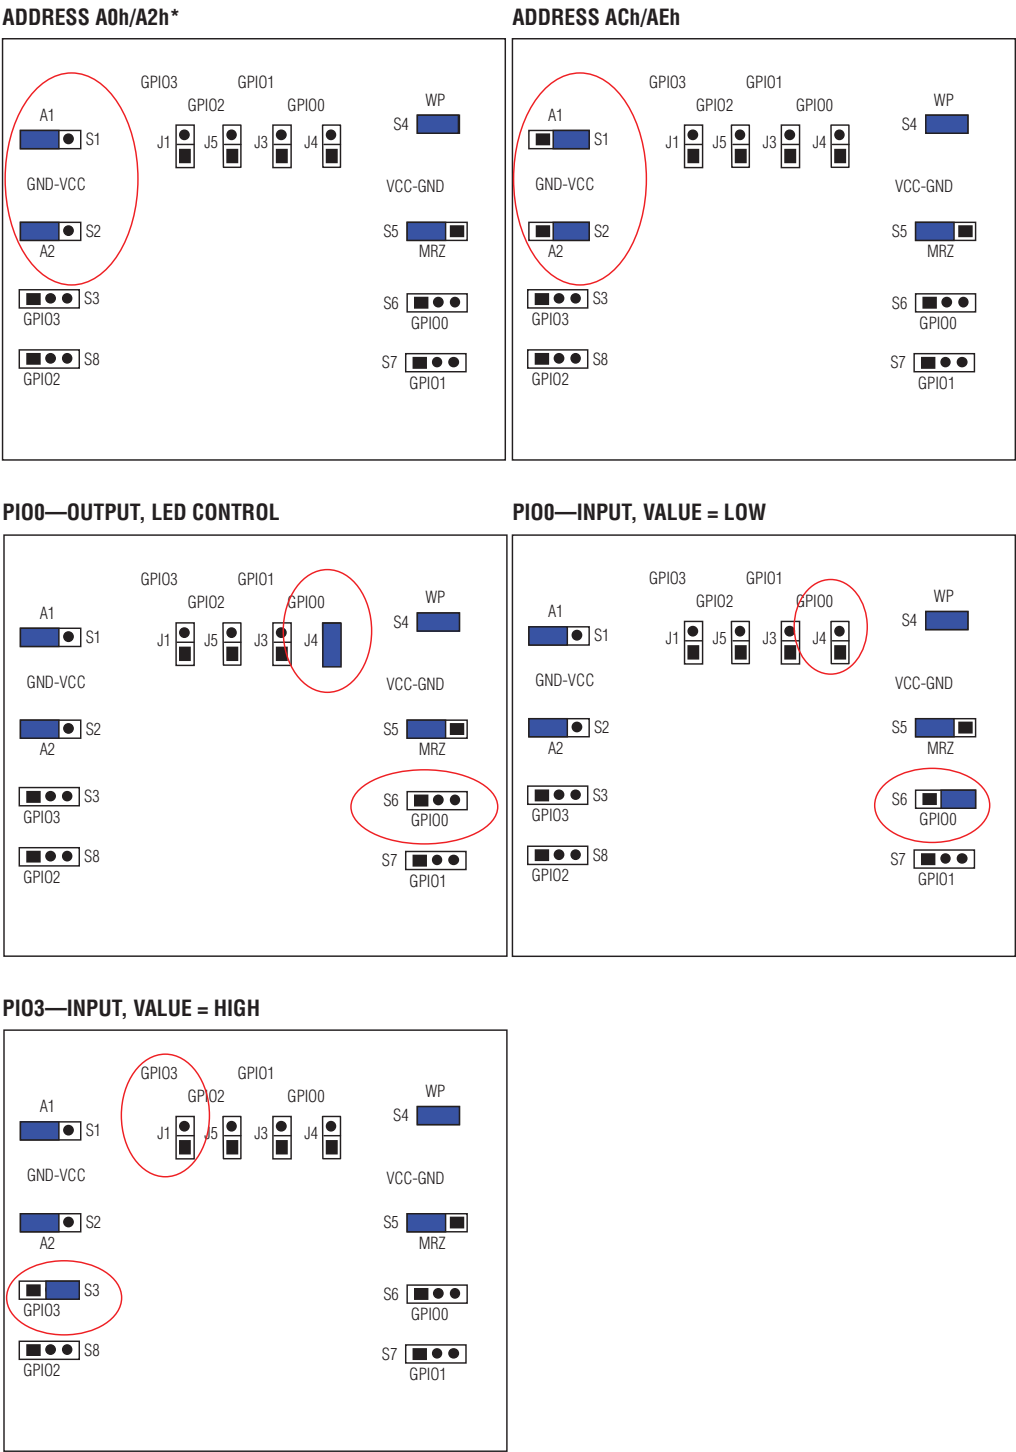 ADDRESS A0h/A2h*
GPIO3 GPIO1
GPIO2 GPIO0
WP
A1
S4
S1
J1 J5 J3 J4
GND-VCC
VCC-GND
S2
S5
A2
MRZ
S3
S6
GPIO3
GPIO0
S8
S7
GPIO2
GPIO1
ADDRESS ACh/AEh
GPIO3 GPIO1
GPIO2 GPIO0
WP
A1
S4
S1
J1 J5 J3 J4
GND-VCC
VCC-GND
S2
S5
A2
MRZ
S3
S6
GPIO3
GPIO0
S8
S7
GPIO2
GPIO1
PIO0—OUTPUT, LED CONTROL
GPIO3 GPIO1
GPIO2 GPIO0
WP
A1
S4
S1
J1 J5 J3 J4
GND-VCC
VCC-GND
S2
S5
A2
MRZ
S3
S6
GPIO3
GPIO0
S8
S7
GPIO2
GPIO1
PIO0—INPUT, VALUE = LOW
GPIO3 GPIO1
GPIO2 GPIO0
WP
A1
S4
S1
J1 J5 J3 J4
GND-VCC
VCC-GND
S2
S5
A2
MRZ
S3
S6
GPIO3
GPIO0
S8
S7
GPIO2
GPIO1
PIO3—INPUT, VALUE = HIGH
GPIO3 GPIO1
GPIO2 GPIO0
WP
A1
S4
S1
J1 J5 J3 J4
GND-VCC
VCC-GND
S2
S5
A2
MRZ
S3
S6
GPIO3
GPIO0
S8
S7
GPIO2
GPIO1